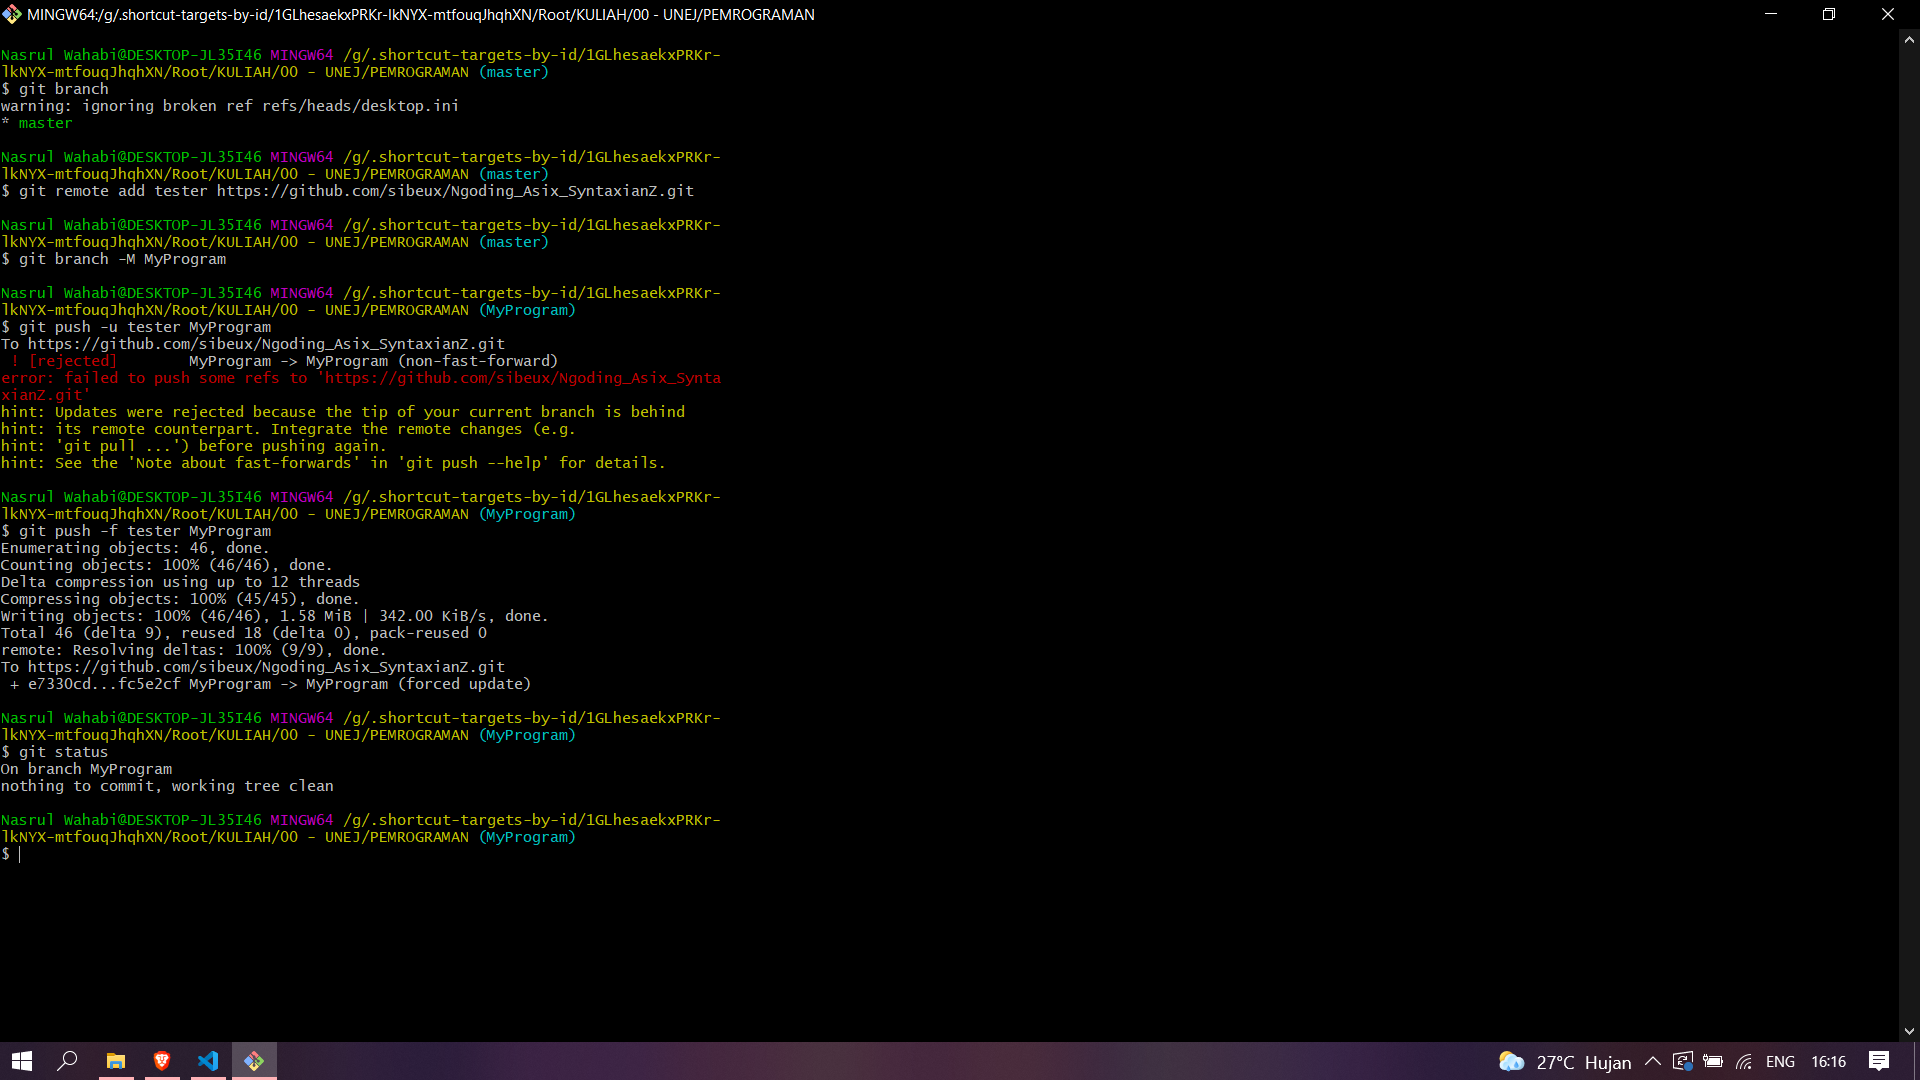 MINGW64:/g/.shortcut-targets-by-id/1GLhesaekxPRKr-lkNYX-mtfouqJhqhXN/Root/KULIAH/00 - UNEJ/PEMROGRAMAN
Nasrul Wahabi@DESKTOP-JL35I46 MINGW64 /g/.shortcut-targets-by-id/1GLhesaekxPRKr-
lkNYX-mtfouqJhqhXN/Root/KULIAH/00 - UNEJ/PEMROGRAMAN (master)
$ git branch
warning: ignoring broken ref refs/heads/desktop.ini
* master
Nasrul Wahabi@DESKTOP-JL35I46 MINGW64 /g/.shortcut-targets-by-id/1GLhesaekxPRKr-
lkNYX-mtfouqJhqhXN/Root/KULIAH/00 - UNEJ/PEMROGRAMAN (master)
$ git remote add tester https://github.com/sibeux/Ngoding_Asix_SyntaxianZ.git
Nasrul Wahabi@DESKTOP-JL35I46 MINGW64 /g/.shortcut-targets-by-id/1GLhesaekxPRKr-
lkNYX-mtfouqJhqhXN/Root/KULIAH/00 - UNEJ/PEMROGRAMAN (master)
$ git branch -M MyProgram
Nasrul Wahabi@DESKTOP-JL35I46 MINGW64 /g/.shortcut-targets-by-id/1GLhesaekxPRKr-
lkNYX-mtfouqJhqhXN/Root/KULIAH/00 - UNEJ/PEMROGRAMAN (MyProgram)
$ git push -u tester MyProgram
To https://github.com/sibeux/Ngoding_Asix_SyntaxianZ.git
! [rejected] MyProgram -> MyProgram (non-fast-forward)
error: failed to push some refs to 'https://github.com/sibeux/Ngoding_Asix_Synta
xianZ.git'
hint: Updates were rejected because the tip of your current branch is behind
hint: its remote counterpart. Integrate the remote changes (e.g.
hint: 'git pull ...') before pushing again.
hint: See the 'Note about fast-forwards' in 'git push --help' for details.
Nasrul Wahabi@DESKTOP-JL35I46 MINGW64 /g/.shortcut-targets-by-id/1GLhesaekxPRKr-
lkNYX-mtfouqJhqhXN/Root/KULIAH/00 - UNEJ/PEMROGRAMAN (MyProgram)
$ git push -f tester MyProgram
Enumerating objects: 46, done.
Counting objects: 100% (46/46), done.
Delta compression using up to 12 threads
Compressing objects: 100% (45/45), done.
Writing objects: 100% (46/46), 1.58 MiB | 342.00 KiB/s, done.
Total 46 (delta 9), reused 18 (delta 0), pack-reused 0
remote: Resolving deltas: 100% (9/9), done.
To https://github.com/sibeux/Ngoding_Asix_SyntaxianZ.git
+ e7330cd...fc5e2cf MyProgram -> MyProgram (forced update)
Nasrul Wahabi@DESKTOP-JL35I46 MINGW64 /g/.shortcut-targets-by-id/1GLhesaekxPRKr-
lkNYX-mtfouqJhqhXN/Root/KULIAH/00 - UNEJ/PEMROGRAMAN (MyProgram)
$ git status
On branch MyProgram
nothing to commit, working tree clean
Nasrul Wahabi@DESKTOP-JL35I46 MINGW64 /g/.shortcut-targets-by-id/1GLhesaekxPRKr-
lkNYX-mtfouqJhqhXN/Root/KULIAH/00 - UNEJ/PEMROGRAMAN (MyProgram)
$
27°C Hujan ENG 16:16